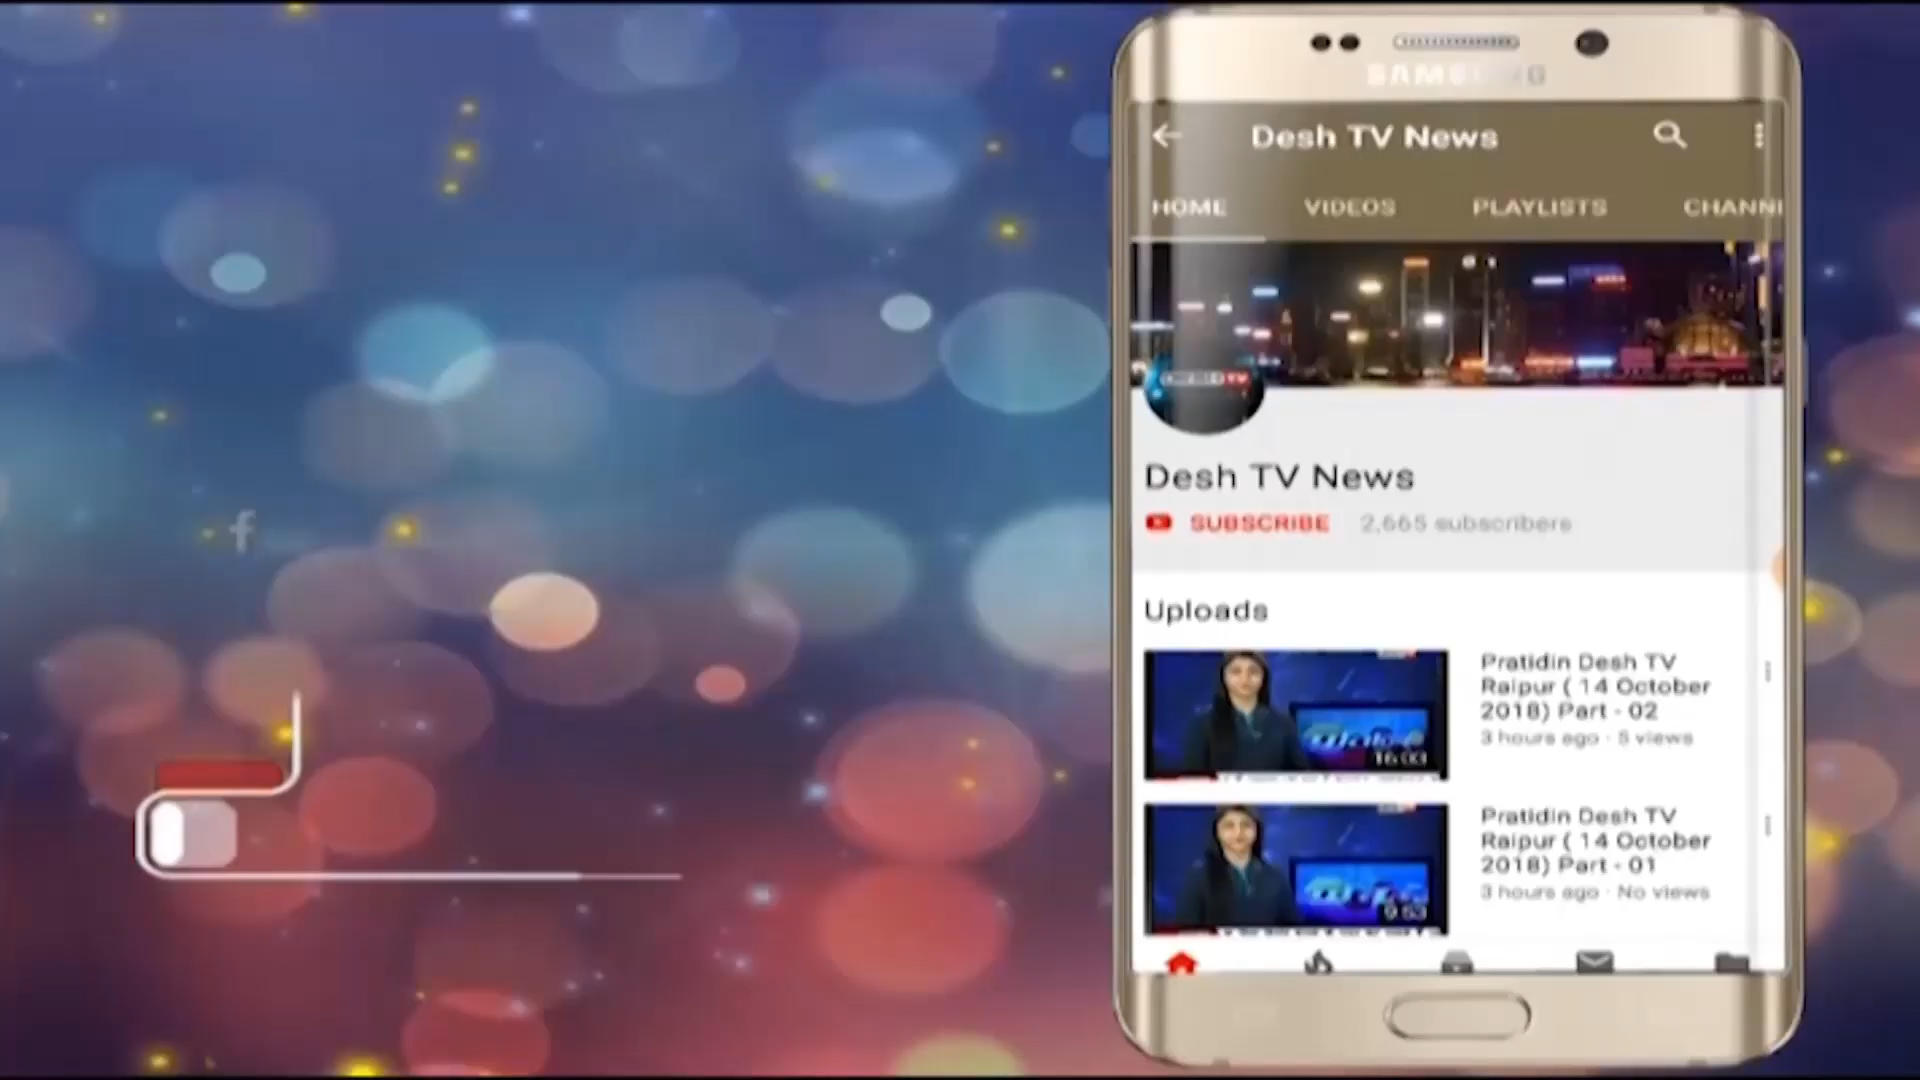 SAMSUNG
Desh TV News
HOME
VIDEOS
PLAYLISTS
CHANN
Desh TV News
SUBSCRIBE
2,665 subscribers
Uploads
Pratidin Desh TV
Raipur ( 14 October
2018) Part - 02
3 hours ago · 5 views
16:03
Pratidin Desh TV
Raipur ( 14 October
2018) Part - 01
3 hours ago · No views
9:53
f